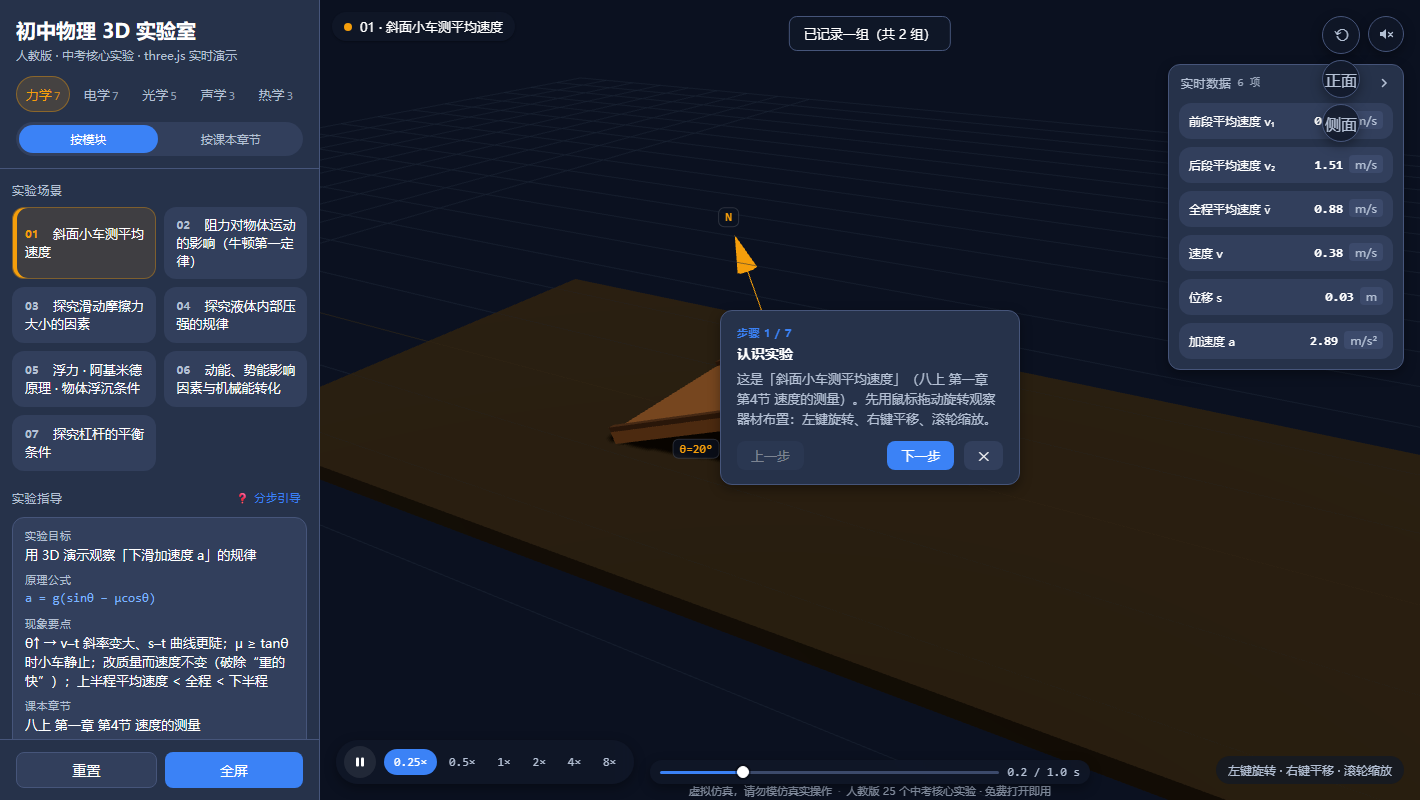 初中物理 3D 实验室
人教版 · 中考核心实验 · three.js 实时演示
力学 7 电学 7 光学 5 声学 3 热学 3
按模块 按课本章节
实验场景
01 斜面小车测平均
速度
02 阻力对物体运动
的影响（牛顿第一定
律）
03 探究滑动摩擦力
大小的因素
04 探究液体内部压
强的规律
05 浮力 · 阿基米德
原理 · 物体浮沉条件
06 动能、势能影响
因素与机械能转化
07 探究杠杆的平衡
条件
实验指导 ❓ 分步引导
实验目标
用 3D 演示观察「下滑加速度 a」的规律
原理公式
a = g(sinθ − μcosθ)
现象要点
θ↑ → v–t 斜率变大、s–t 曲线更陡；μ ≥ tanθ
时小车静止；改质量而速度不变（破除“重的
快”）；上半程平均速度 < 全程 < 下半程
课本章节
八上 第一章 第4节 速度的测量
重置 全屏
01 · 斜面小车测平均速度
已记录一组（共 2 组）
正面
侧面
实时数据 6 项
前段平均速度 v₁ 0 m/s
后段平均速度 v₂ 1.51 m/s
全程平均速度 v̄ 0.88 m/s
速度 v 0.38 m/s
位移 s 0.03 m
加速度 a 2.89 m/s²
N
θ=20°
步骤 1 / 7
认识实验
这是「斜面小车测平均速度」（八上 第一章
第4节 速度的测量）。先用鼠标拖动旋转观察
器材布置：左键旋转、右键平移、滚轮缩放。
上一步 下一步 ✕
0.25× 0.5× 1× 2× 4× 8×
0.2 / 1.0 s
虚拟仿真，请勿模仿真实操作 · 人教版 25 个中考核心实验 · 免费打开即用
左键旋转 · 右键平移 · 滚轮缩放